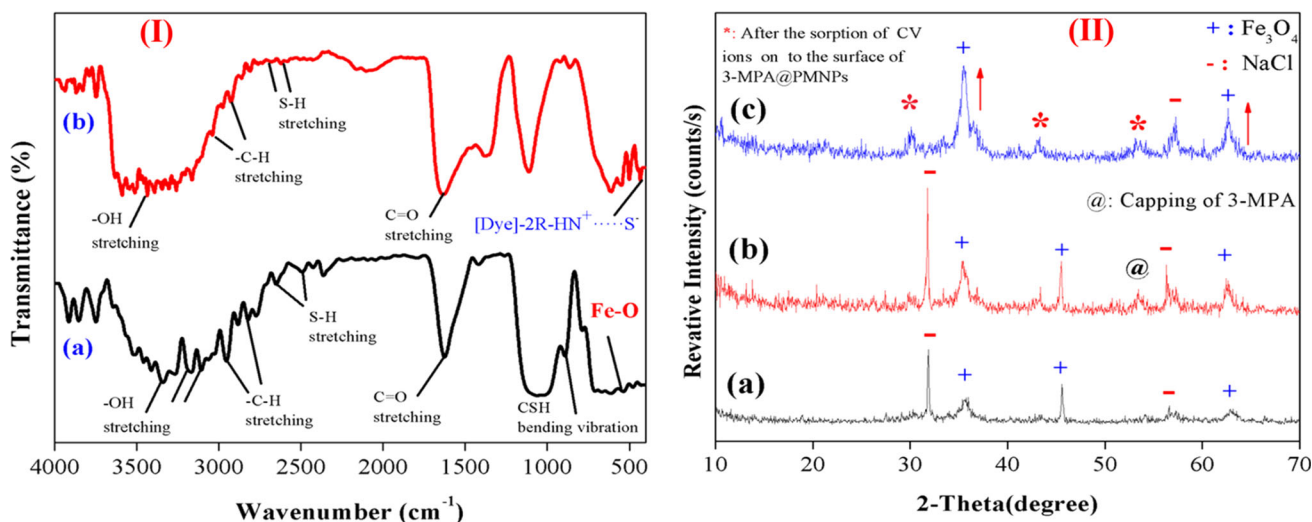 (I)
(b)
S-H
stretching
-C-H
stretching
-OH
stretching
C=O
stretching
[Dye]-2R-HN⁺·····S⁻
(a)
S-H
stretching
Fe-O
-OH
stretching
-C-H
stretching
C=O
stretching
CSH
bending vibration
4000 3500 3000 2500 2000 1500 1000 500
Wavenumber (cm⁻¹)
Transmittance (%)
(II)
*: After the sorption of CV
ions on to the surface of
3-MPA@PMNPs
+ : Fe₃O₄
- : NaCl
(c)
+
+
-
* * *
@: Capping of 3-MPA
(b)
- + + @ - +
(a)
- + + - +
10 20 30 40 50 60 70
2-Theta(degree)
Revative Intensity (counts/s)